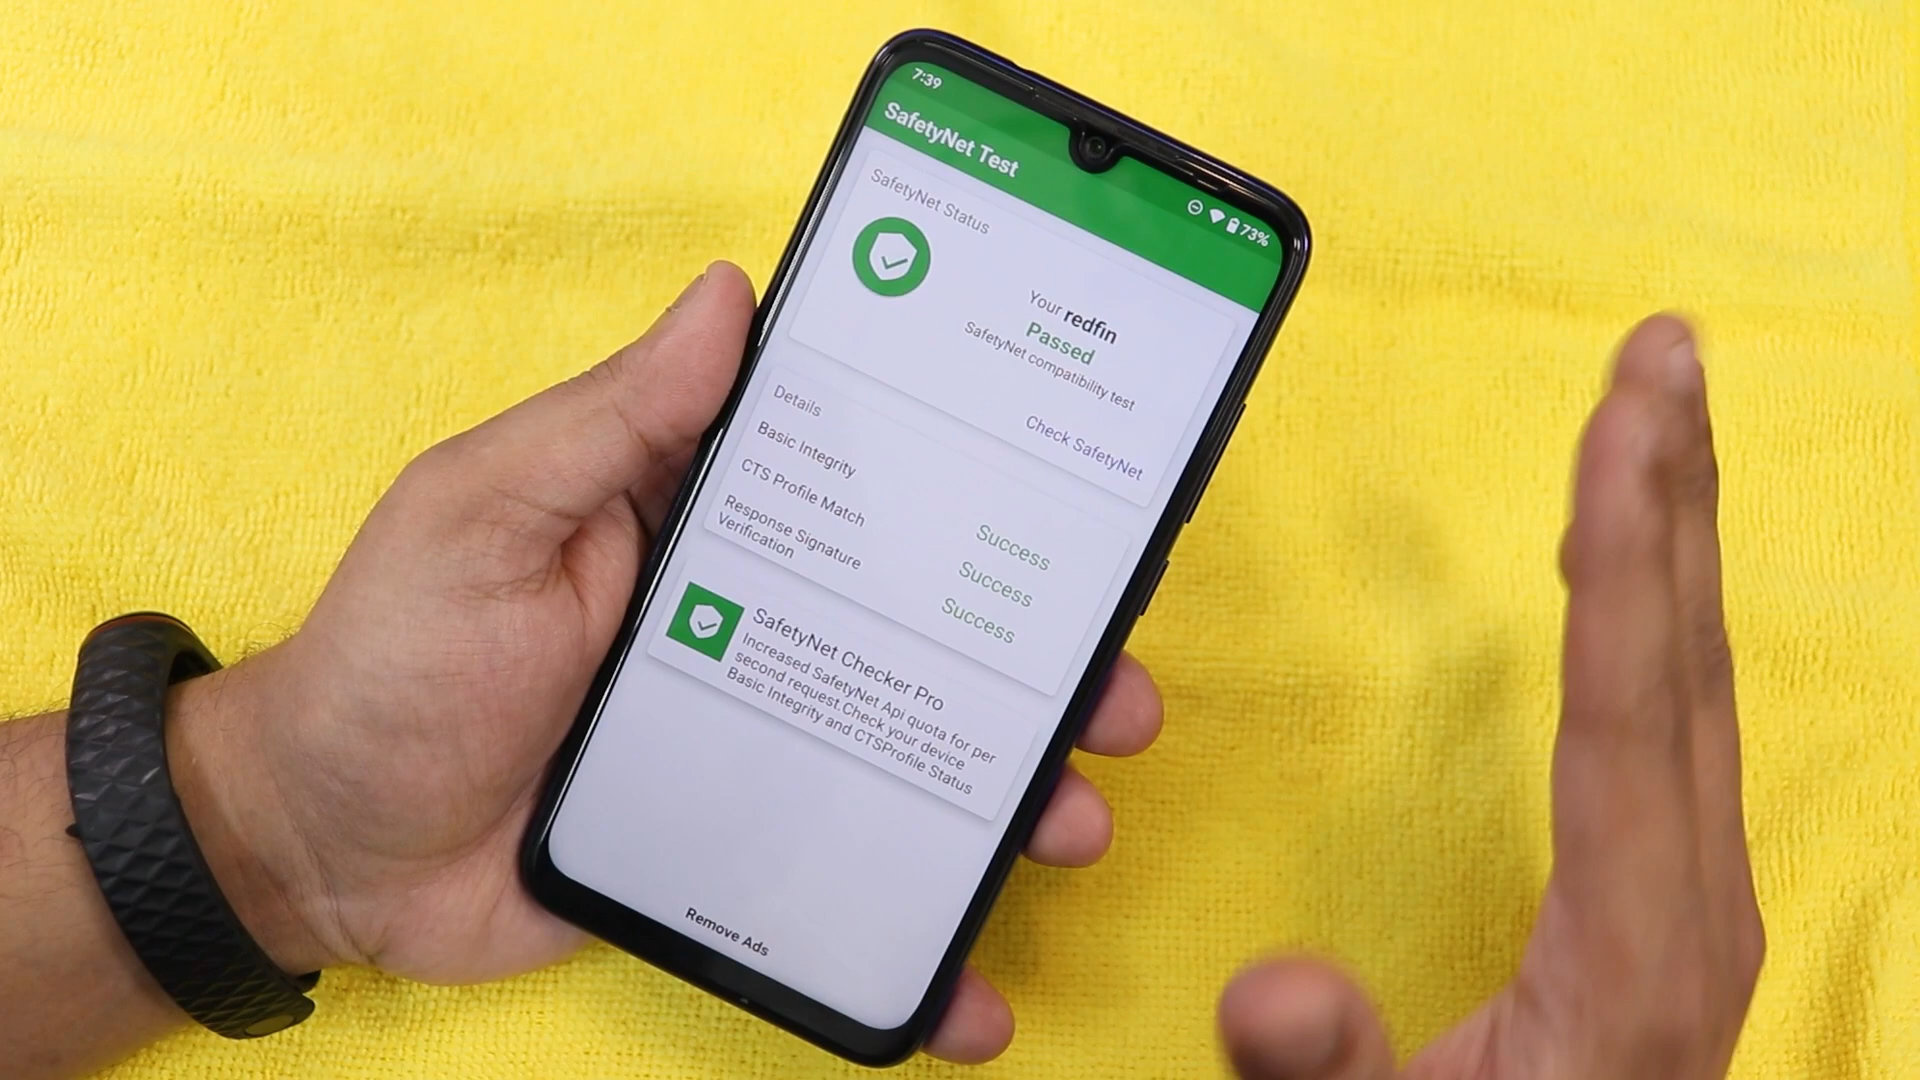 7:39
73%
SafetyNet Test
SafetyNet Status
Your redfin
Passed
SafetyNet compatibility test
Check SafetyNet
Details
Basic Integrity
Success
CTS Profile Match
Success
Response Signature
Verification
Success
SafetyNet Checker Pro
Increased SafetyNet Api quota for per
second request.Check your device
Basic Integrity and CTSProfile Status
Remove Ads